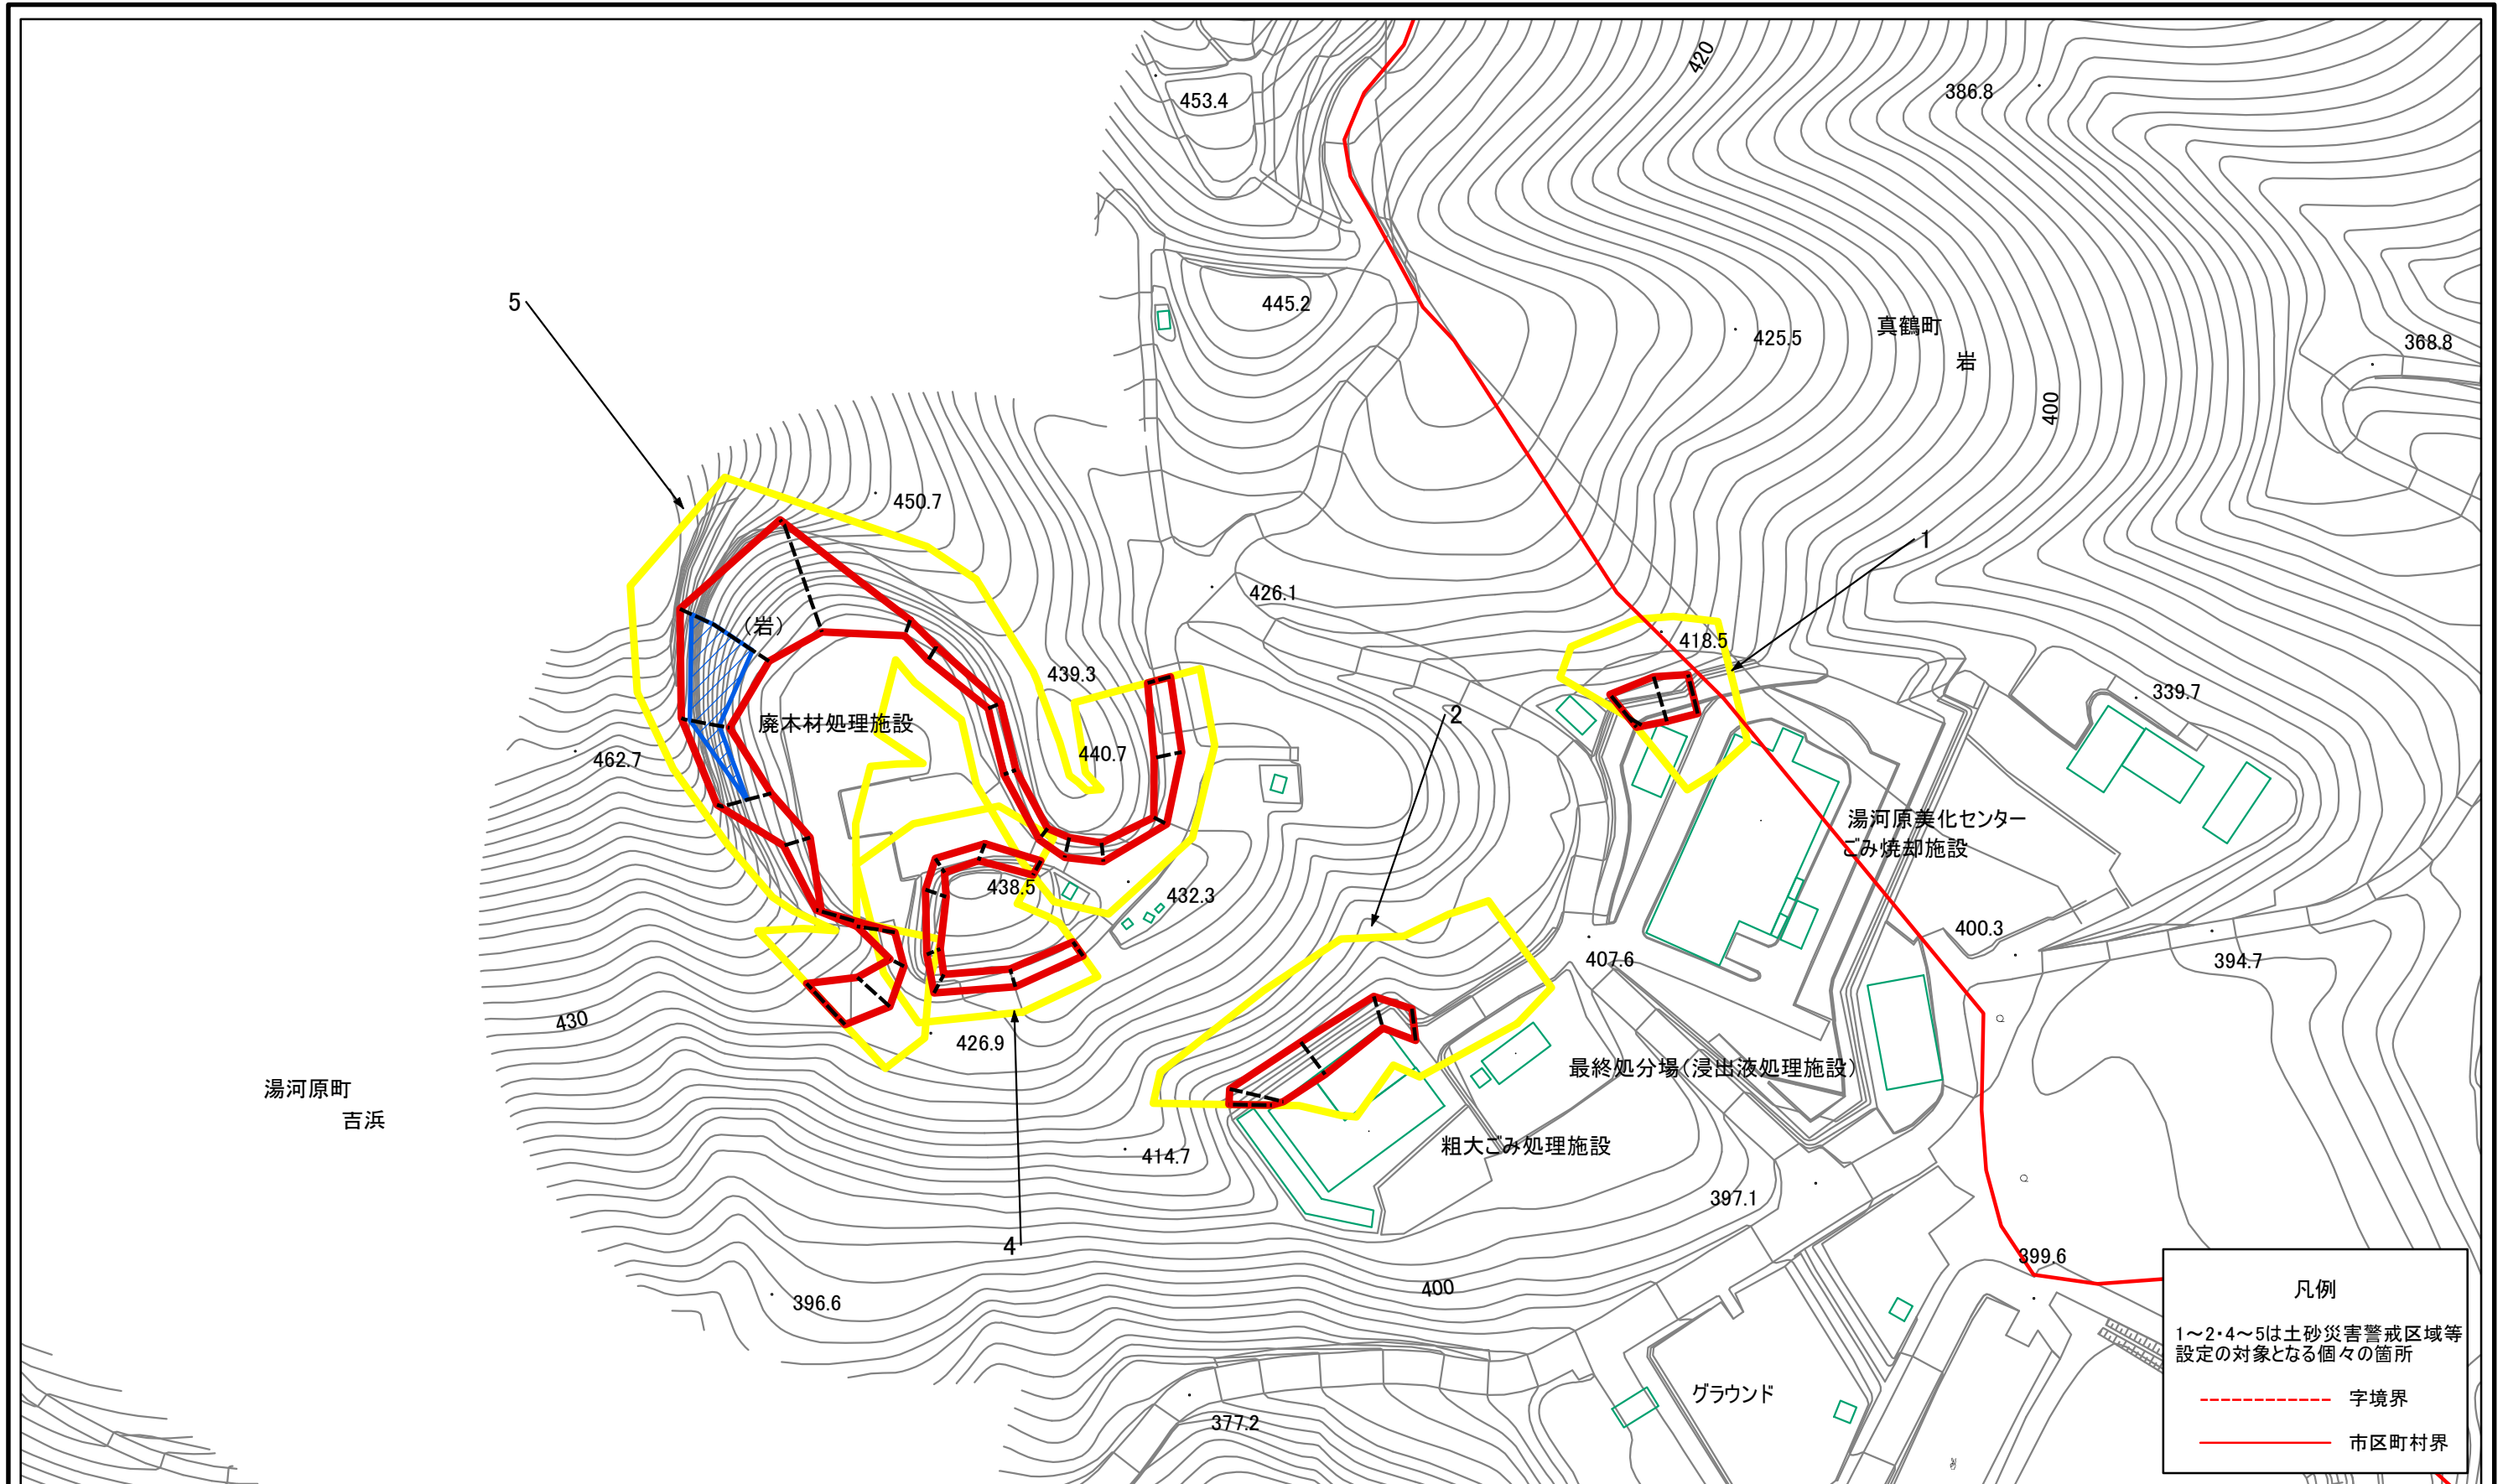 420
386.8
453.4
5
445.2
真鶴町
425.5
368.8
岩
400
450.7
1
426.1
(岩)
418.5
439.3
339.7
2
廃木材処理施設
440.7
462.7
湯河原美化センター
ごみ焼却施設
438.5
432.3
400.3
407.6
394.7
430
426.9
最終処分場(浸出液処理施設)
湯河原町
吉浜
粗大ごみ処理施設
414.7
397.1
4
399.6
400
396.6
グラウンド
377.2
凡例
1～2・4～5は土砂災害警戒区域等
設定の対象となる個々の箇所
字境界
市区町村界